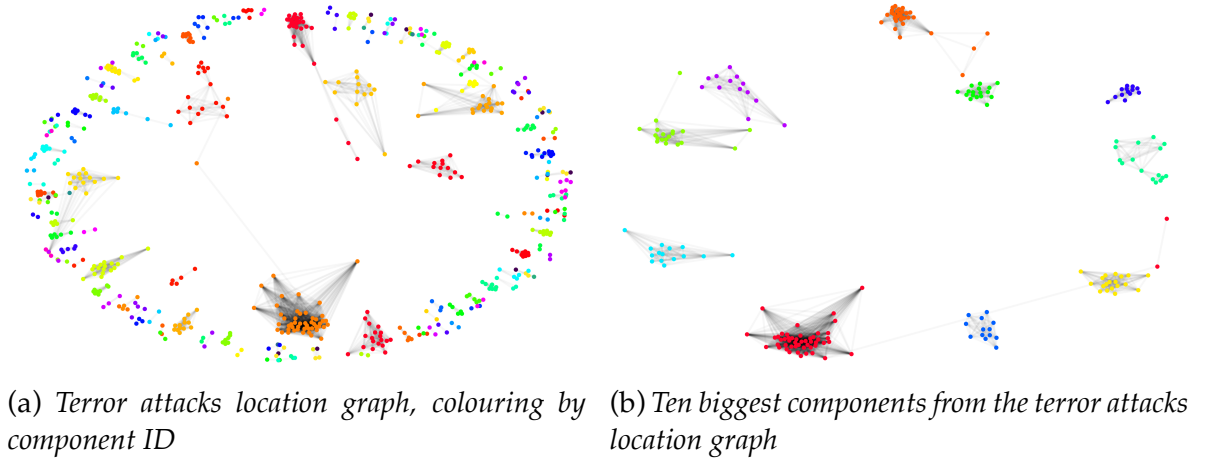 (a) Terror attacks location graph, colouring by
component ID
(b) Ten biggest components from the terror attacks
location graph